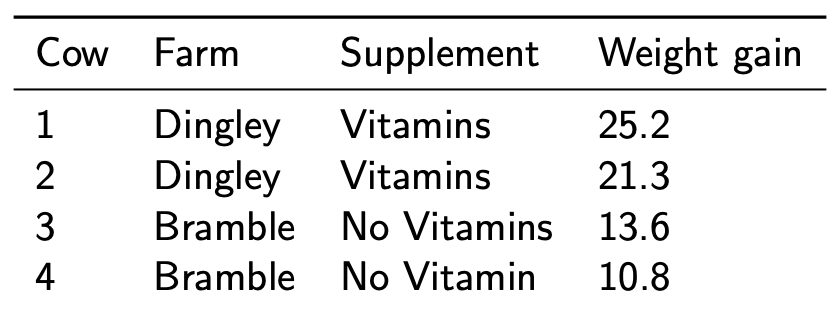 Cow Farm Supplement Weight gain
1 Dingley Vitamins 25.2
2 Dingley Vitamins 21.3
3 Bramble No Vitamins 13.6
4 Bramble No Vitamin 10.8